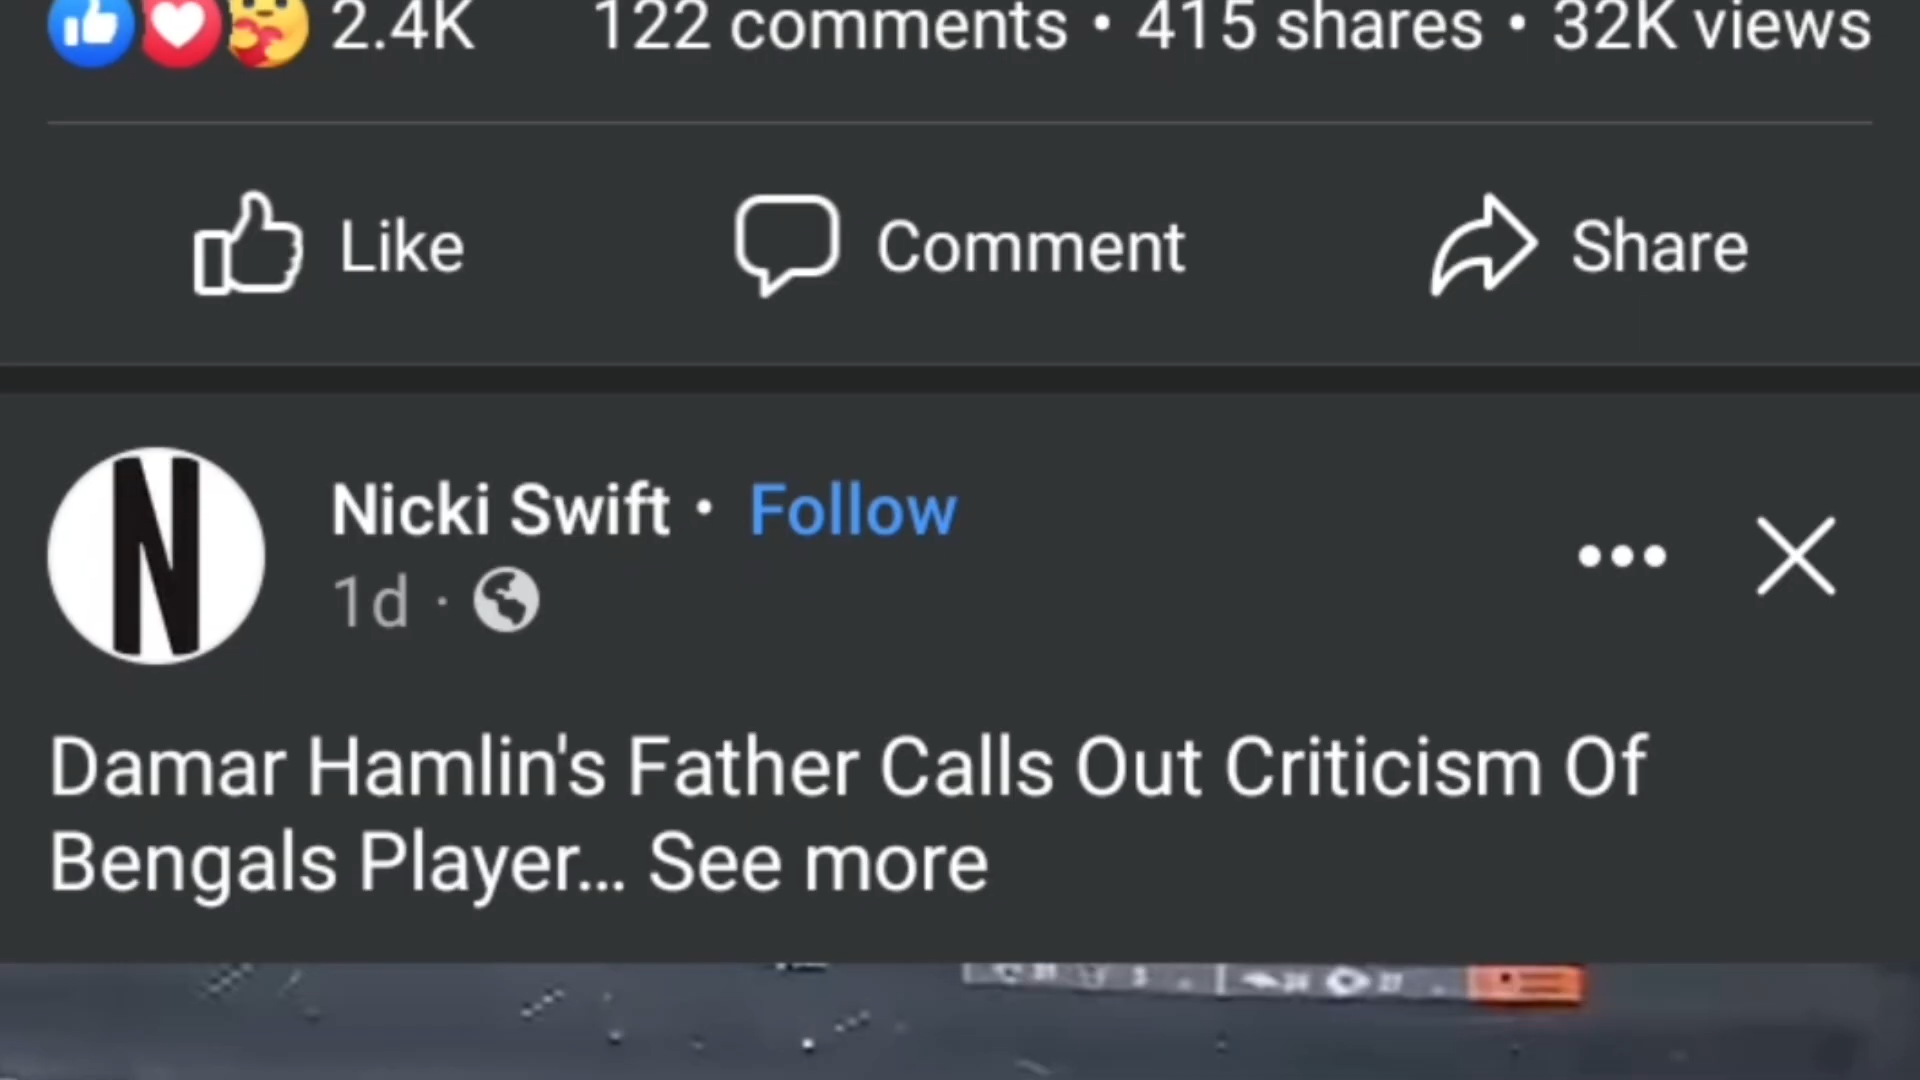 2.4K 122 comments • 415 shares • 32K views
Like Comment Share
N
Nicki Swift • Follow
1d ·
Damar Hamlin's Father Calls Out Criticism Of
Bengals Player... See more